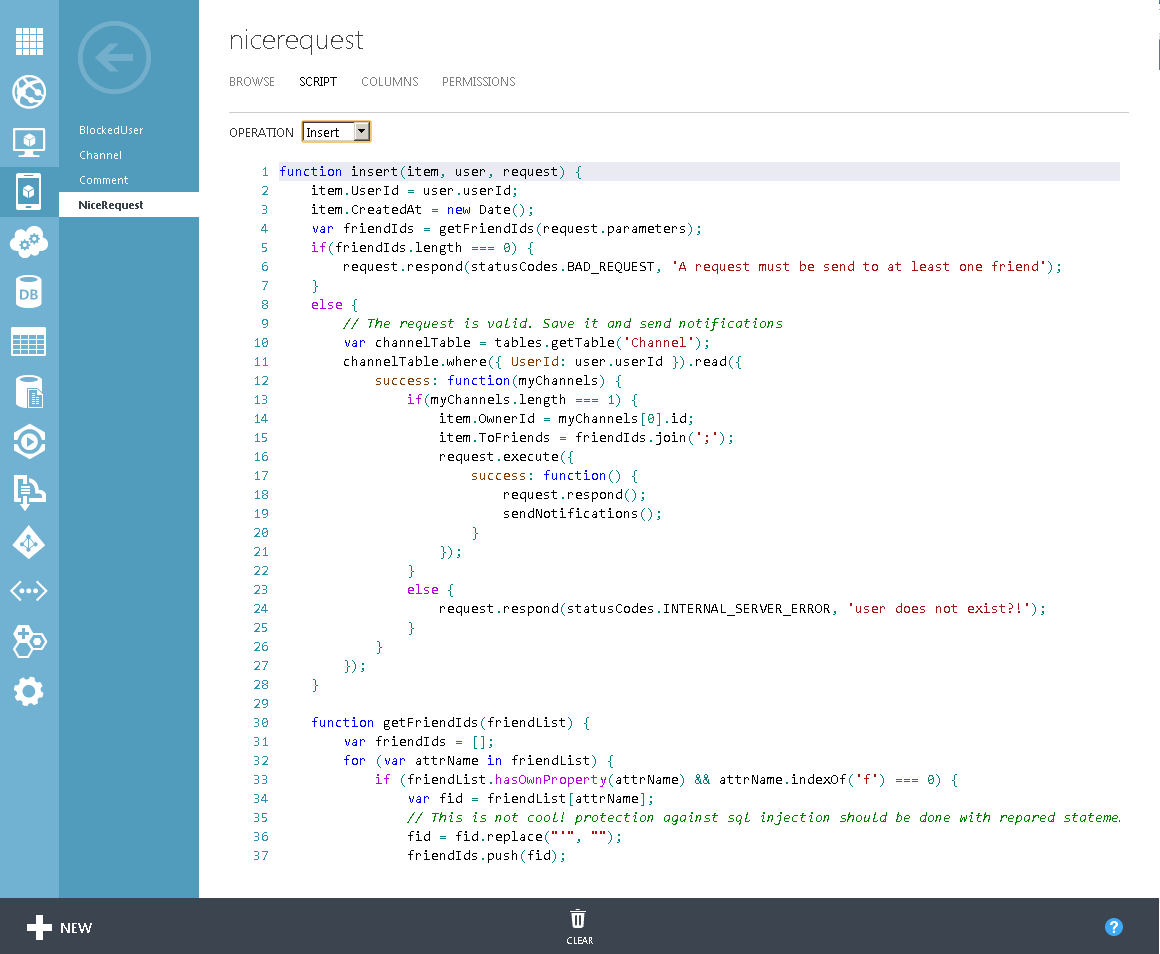 nicerequest
BROWSE SCRIPT COLUMNS PERMISSIONS
BlockedUser
Channel
Comment
NiceRequest
DB
OPERATION Insert
1 function insert(item, user, request) {
2 item.UserId = user.userId;
3 item.CreatedAt = new Date();
4 var friendIds = getFriendIds(request.parameters);
5 if(friendIds.length === 0) {
6 request.respond(statusCodes.BAD_REQUEST, 'A request must be send to at least one friend');
7 }
8 else {
9 // The request is valid. Save it and send notifications
10 var channelTable = tables.getTable('Channel');
11 channelTable.where({ UserId: user.userId }).read({
12 success: function(myChannels) {
13 if(myChannels.length === 1) {
14 item.OwnerId = myChannels[0].id;
15 item.ToFriends = friendIds.join(';');
16 request.execute({
17 success: function() {
18 request.respond();
19 sendNotifications();
20 }
21 });
22 }
23 else {
24 request.respond(statusCodes.INTERNAL_SERVER_ERROR, 'user does not exist?!');
25 }
26 }
27 });
28 }
29
30 function getFriendIds(friendList) {
31 var friendIds = [];
32 for (var attrName in friendList) {
33 if (friendList.hasOwnProperty(attrName) && attrName.indexOf('f') === 0) {
34 var fid = friendList[attrName];
35 // This is not cool! protection against sql injection should be done with repared stateme
36 fid = fid.replace("'", "");
37 friendIds.push(fid);
NEW
CLEAR
?